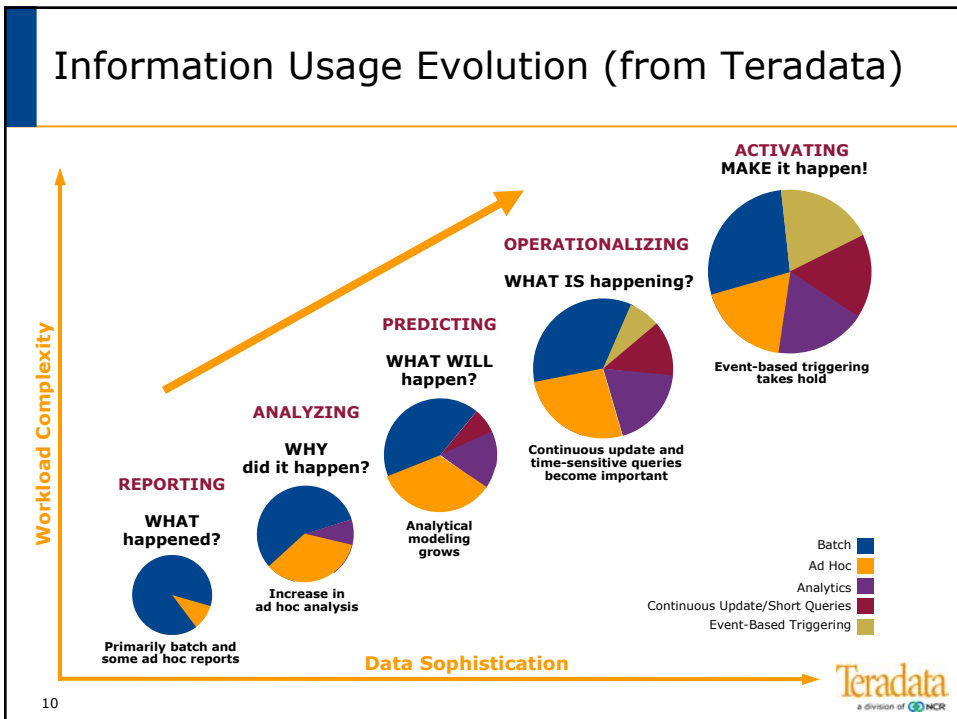 Information Usage Evolution (from Teradata)
ACTIVATING
MAKE it happen!
Event-based triggering
takes hold
OPERATIONALIZING
WHAT IS happening?
Continuous update and
time-sensitive queries
become important
PREDICTING
WHAT WILL
happen?
Analytical
modeling
grows
ANALYZING
WHY
did it happen?
Increase in
ad hoc analysis
REPORTING
WHAT
happened?
Primarily batch and
some ad hoc reports
Workload Complexity
Data Sophistication
Batch
Ad Hoc
Analytics
Continuous Update/Short Queries
Event-Based Triggering
10
Teradata
a division of NCR